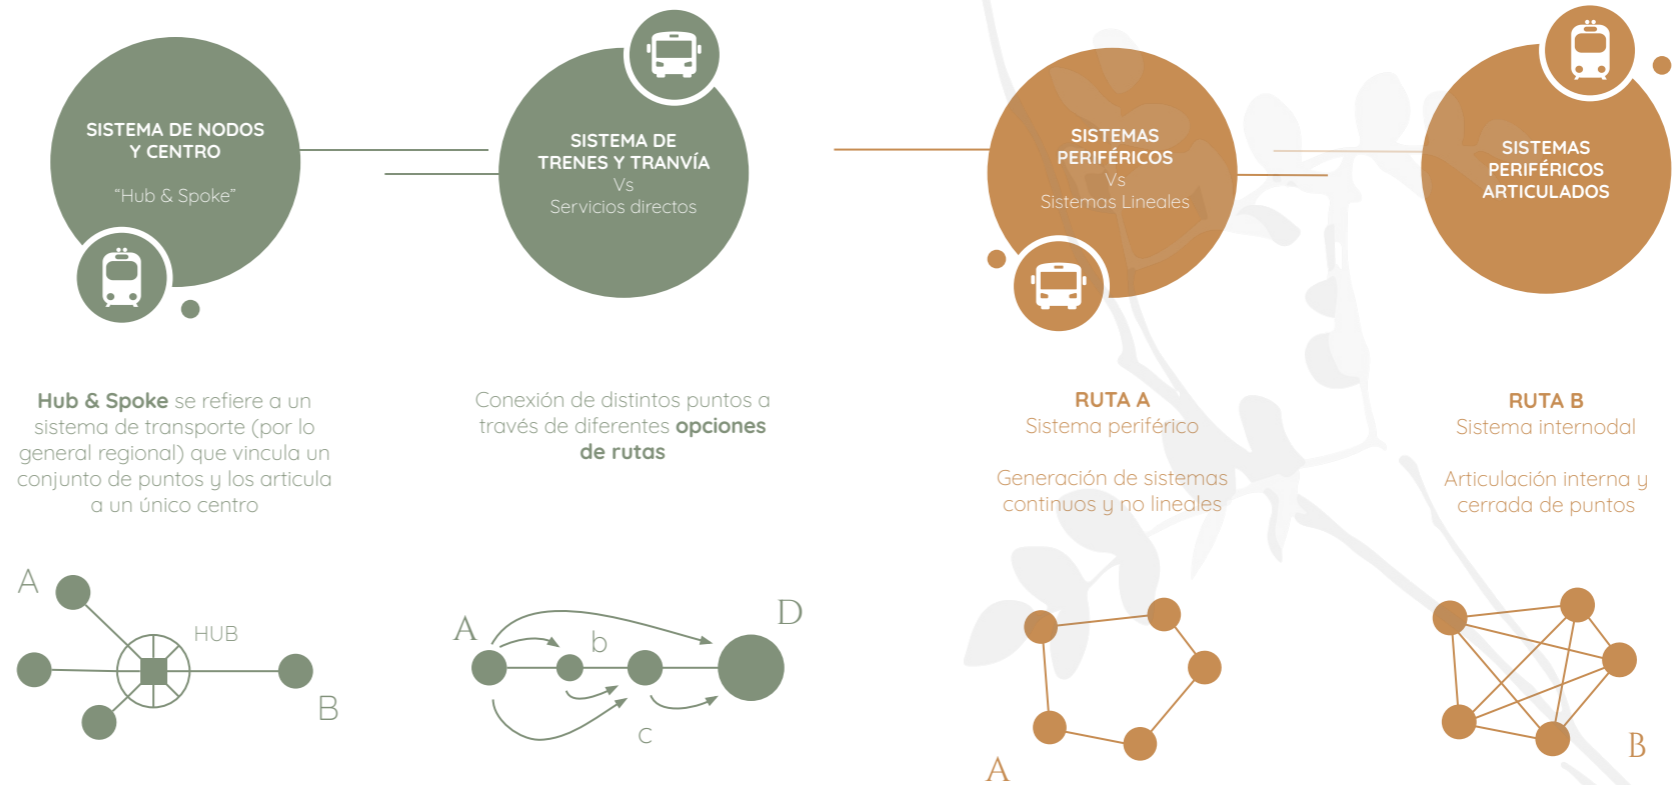 SISTEMA DE NODOS
Y CENTRO
“Hub & Spoke”
SISTEMA DE
TRENES Y TRANVÍA
Vs
Servicios directos
SISTEMAS
PERIFÉRICOS
Vs
Sistemas Lineales
SISTEMAS
PERIFÉRICOS
ARTICULADOS
Hub & Spoke se refiere a un
sistema de transporte (por lo
general regional) que vincula un
conjunto de puntos y los articula
a un único centro
Conexión de distintos puntos a
través de diferentes opciones
de rutas
RUTA A
Sistema periférico
Generación de sistemas
continuos y no lineales
RUTA B
Sistema internodal
Articulación interna y
cerrada de puntos
A
HUB
B
A
b
c
D
A
B